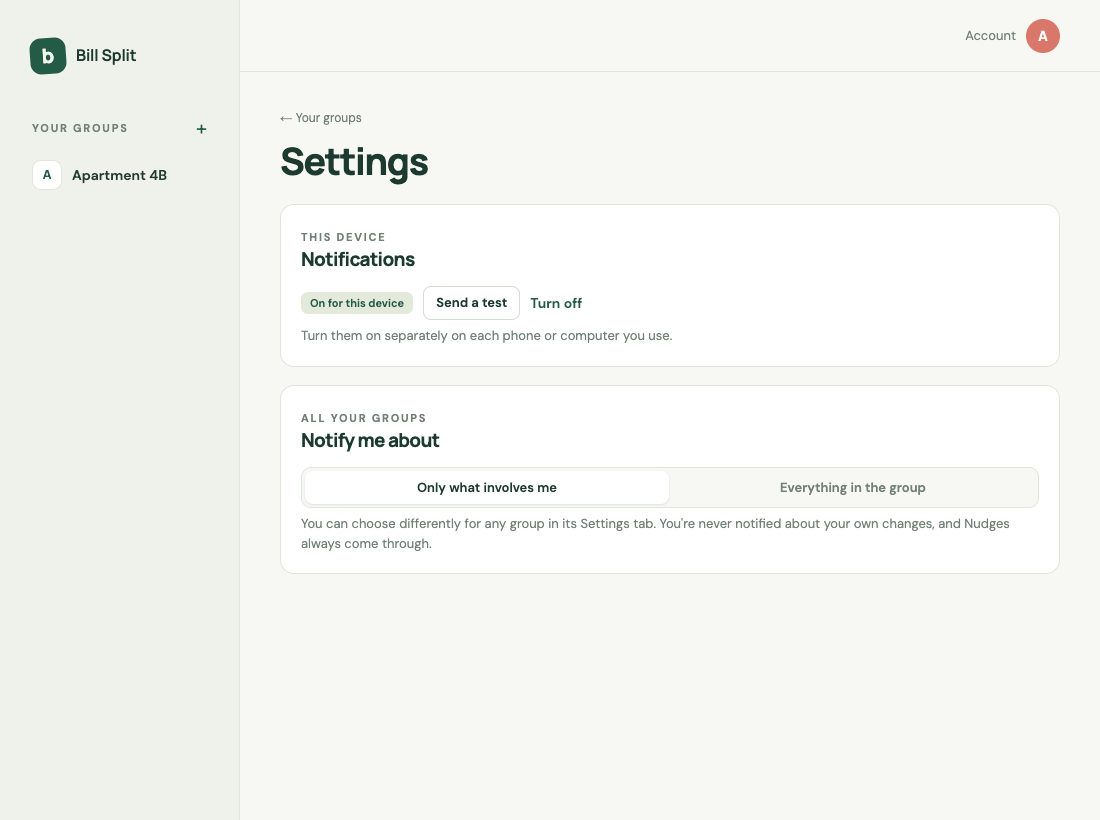 b
Bill Split
Account
A
YOUR GROUPS
+
A
Apartment 4B
← Your groups
Settings
THIS DEVICE
Notifications
On for this device
Send a test
Turn off
Turn them on separately on each phone or computer you use.
ALL YOUR GROUPS
Notify me about
Only what involves me
Everything in the group
You can choose differently for any group in its Settings tab. You're never notified about your own changes, and Nudges
always come through.